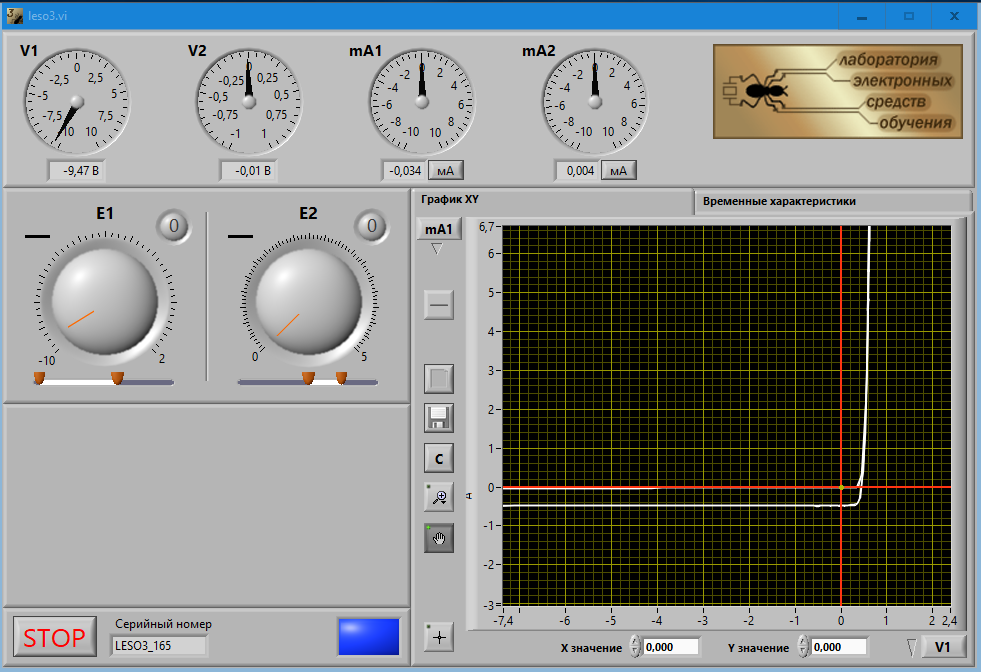 leso3.vi
V1
-10 -7,5 -5 -2,5 0 2,5 5 7,5 10
-9,47 В
V2
-1 -0,75 -0,5 -0,25 0 0,25 0,5 0,75 1
-0,01 В
mA1
-10 -8 -6 -4 -2 0 2 4 6 8 10
-0,034 мА
mA2
-10 -8 -6 -4 -2 0 2 4 6 8 10
0,004 мА
лаборатория
электронных
средств
обучения
E1
0
-10 2
E2
0
0 5
График XY
Временные характеристики
mA1
C
A
6,7
6
5
4
3
2
1
0
-1
-2
-3
-7,4 -6 -5 -4 -3 -2 -1 0 1 2 2,4
X значение 0,000
Y значение 0,000
V1
STOP
Серийный номер
LESO3_165